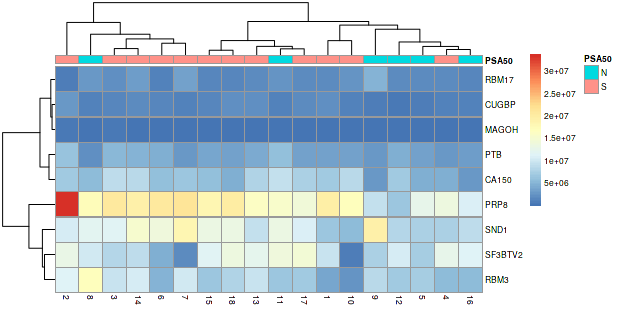 PSA50
PSA50
N
S
RBM17
CUGBP
MAGOH
PTB
CA150
PRP8
SND1
SF3BTV2
RBM3
3e+07
2.5e+07
2e+07
1.5e+07
1e+07
5e+06
2 8 3 14 6 7 15 18 13 11 17 1 10 9 12 5 4 16